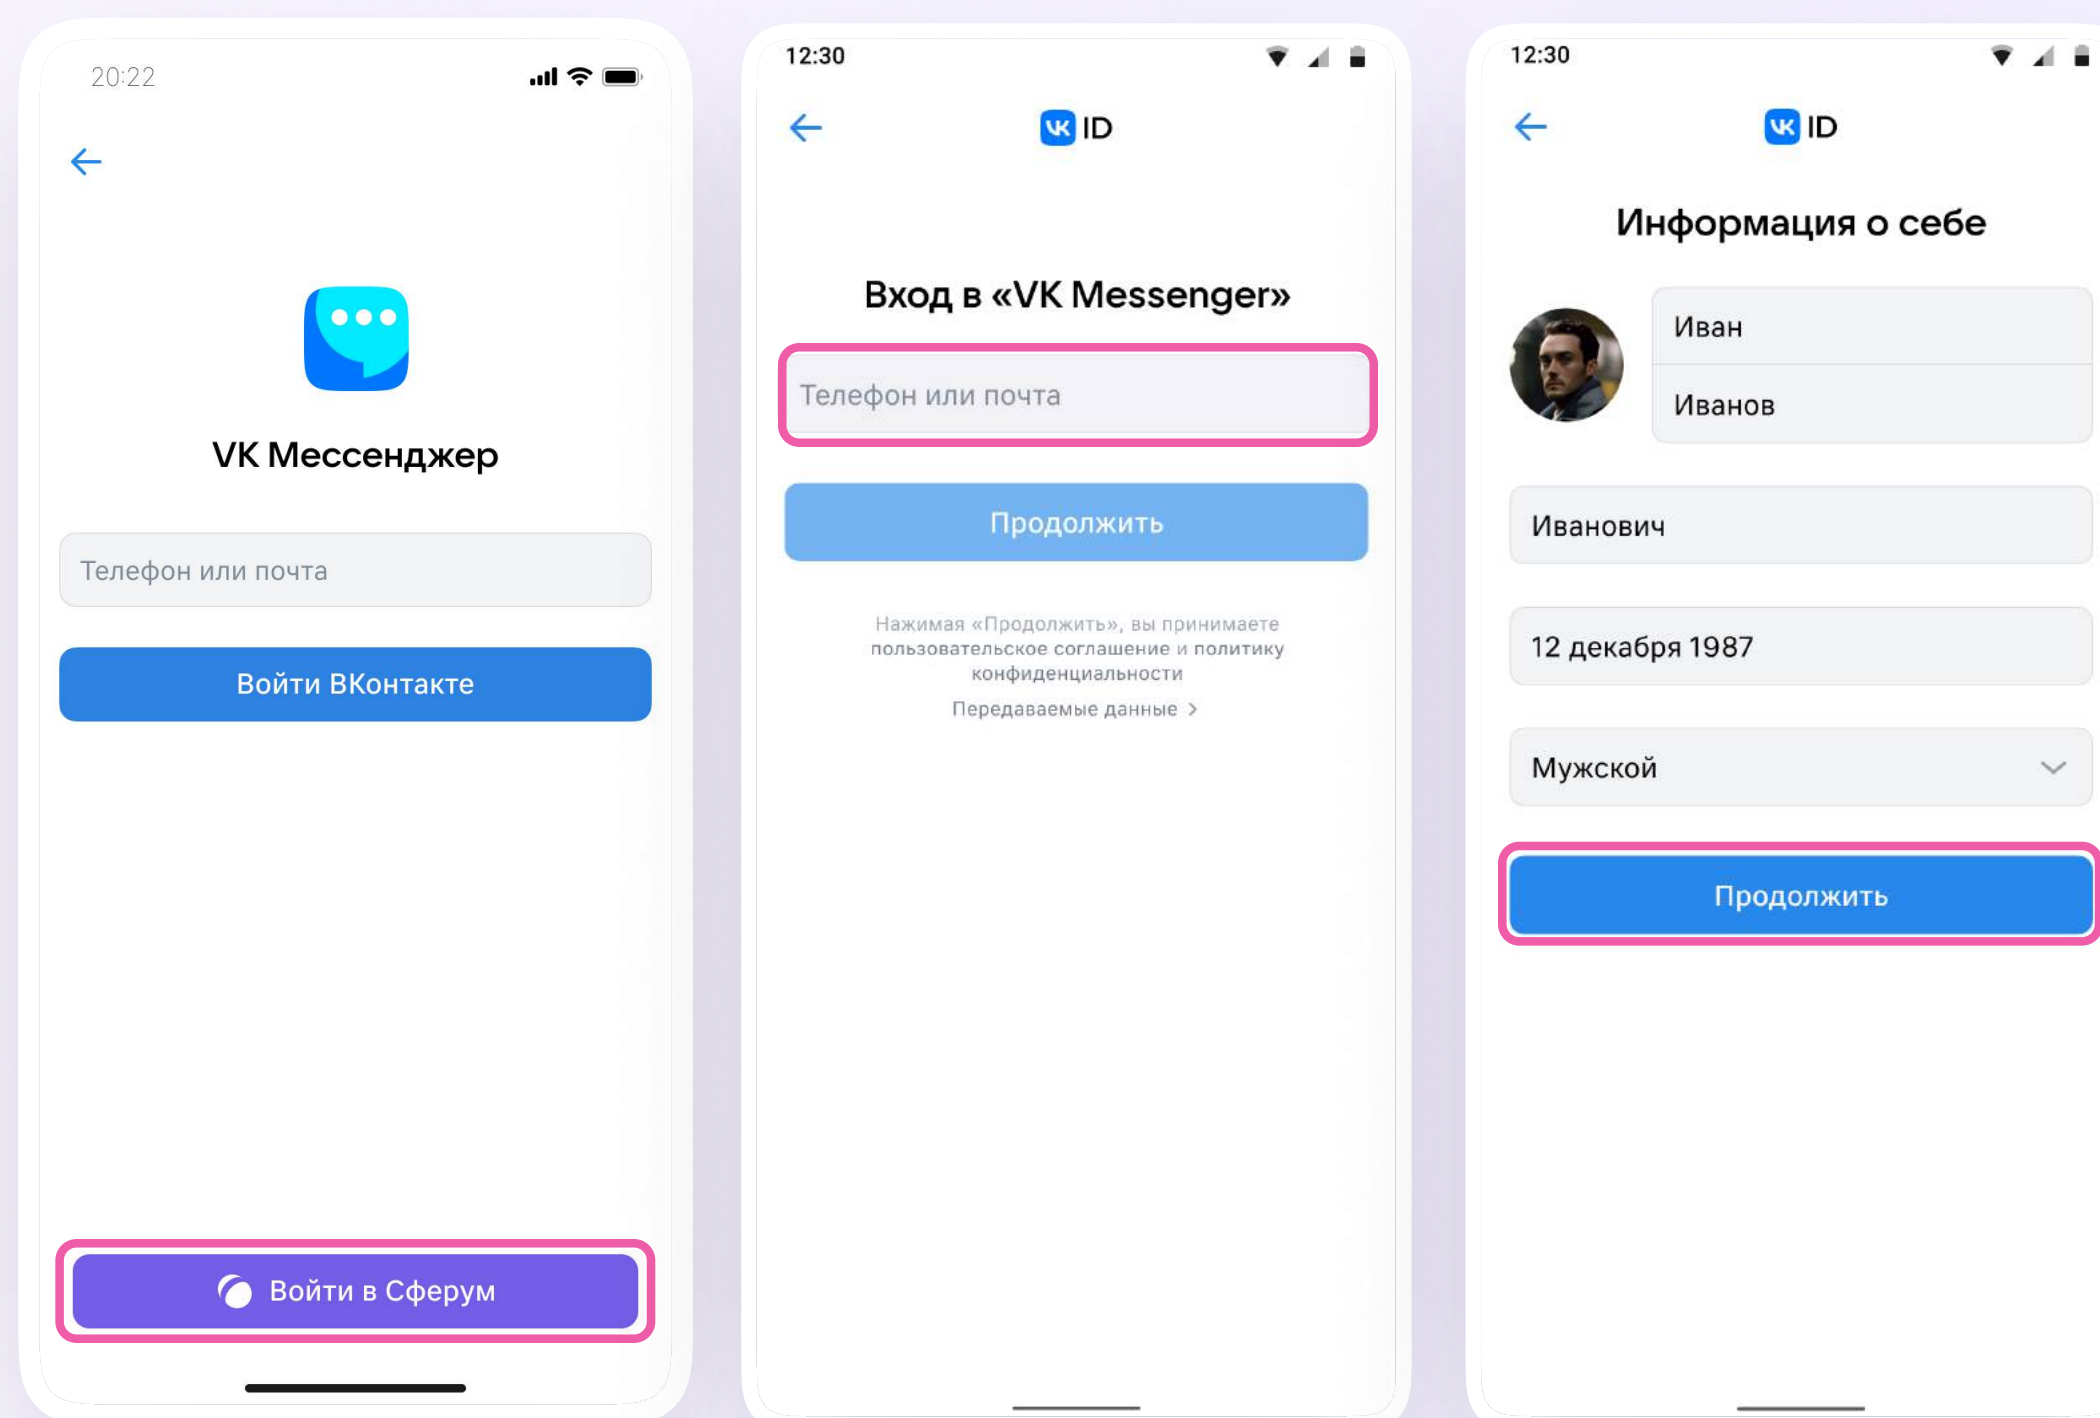 20:22
VK Мессенджер
Телефон или почта
Войти ВКонтакте
Войти в Сферум
12:30
VK ID
Вход в «VK Messenger»
Телефон или почта
Продолжить
Нажимая «Продолжить», вы принимаете
пользовательское соглашение и политику
конфиденциальности
Передаваемые данные >
12:30
VK ID
Информация о себе
Иван
Иванов
Иванович
12 декабря 1987
Мужской
Продолжить